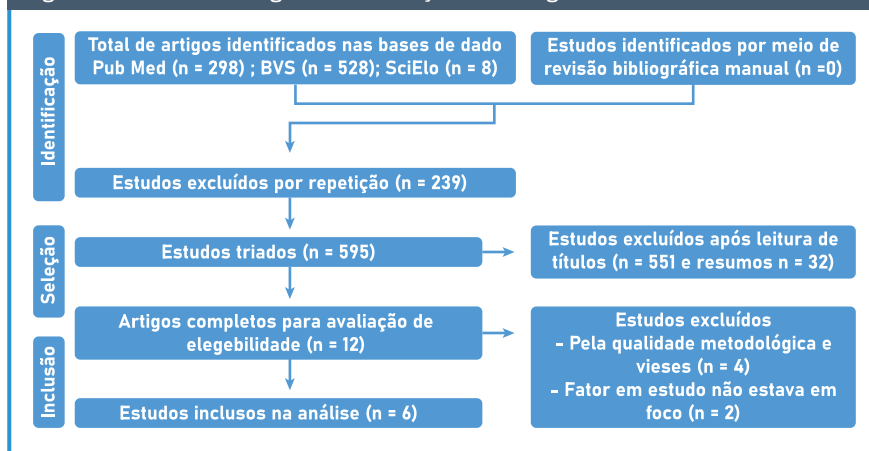 Identificação
Total de artigos identificados nas bases de dado
Pub Med (n = 298) ; BVS (n = 528); SciElo (n = 8)
Estudos identificados por meio de
revisão bibliográfica manual (n =0)
Estudos excluídos por repetição (n = 239)
Seleção
Estudos triados (n = 595)
Estudos excluídos após leitura de
títulos (n = 551 e resumos n = 32)
Artigos completos para avaliação de
elegebilidade (n = 12)
Estudos excluídos
- Pela qualidade metodológica e
vieses (n = 4)
- Fator em estudo não estava em
foco (n = 2)
Inclusão
Estudos inclusos na análise (n = 6)